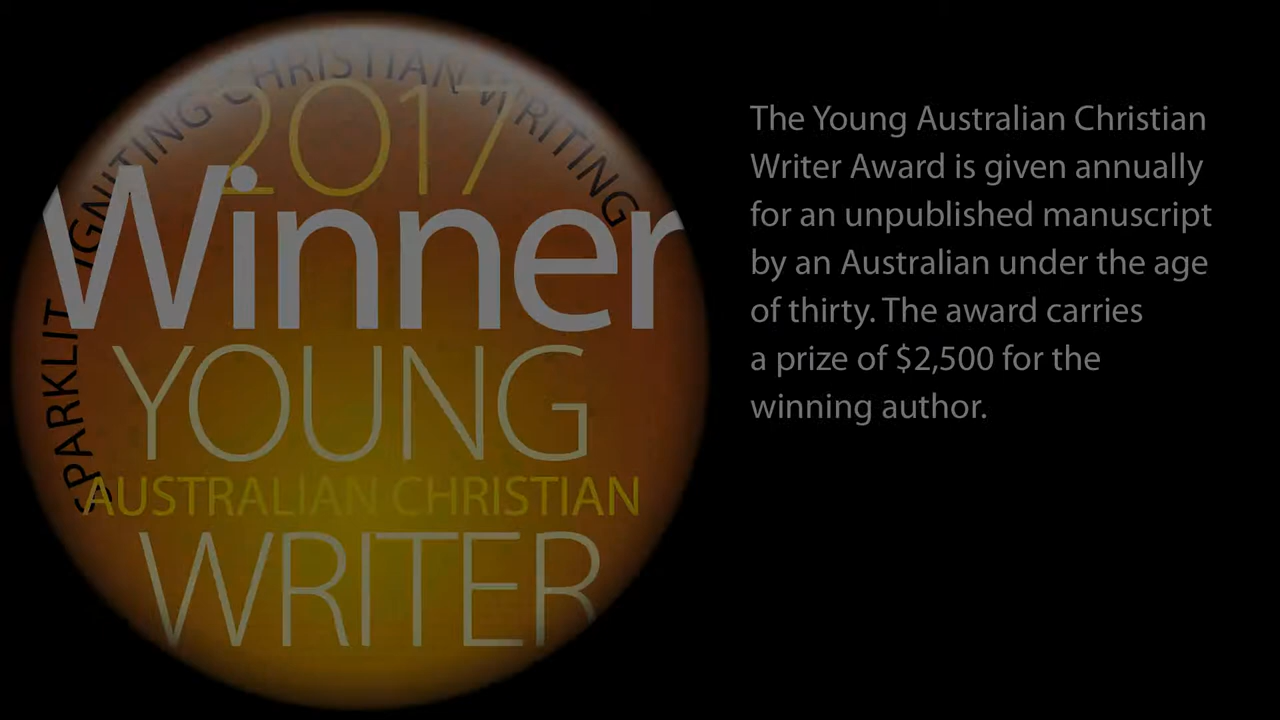 SPARKLIT IGNITING CHRISTIAN WRITING
2017
Winner
YOUNG
AUSTRALIAN CHRISTIAN
WRITER
The Young Australian Christian
Writer Award is given annually
for an unpublished manuscript
by an Australian under the age
of thirty. The award carries
a prize of $2,500 for the
winning author.